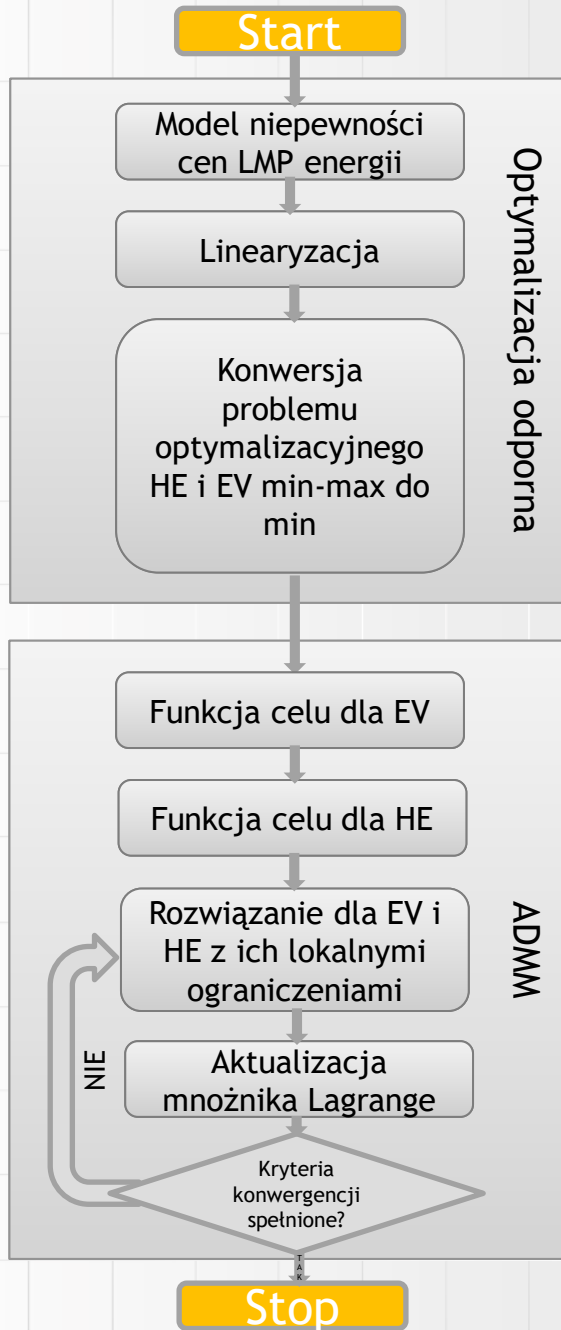 Start
Model niepewności
cen LMP energii
Linearyzacja
Konwersja
problemu
optymalizacyjnego
HE i EV min-max do
min
Optymalizacja odporna
Funkcja celu dla EV
Funkcja celu dla HE
Rozwiązanie dla EV i
HE z ich lokalnymi
ograniczeniami
Aktualizacja
mnożnika Lagrange
Kryteria
konwergencji
spełnione?
NIE
ADMM
TAK
Stop